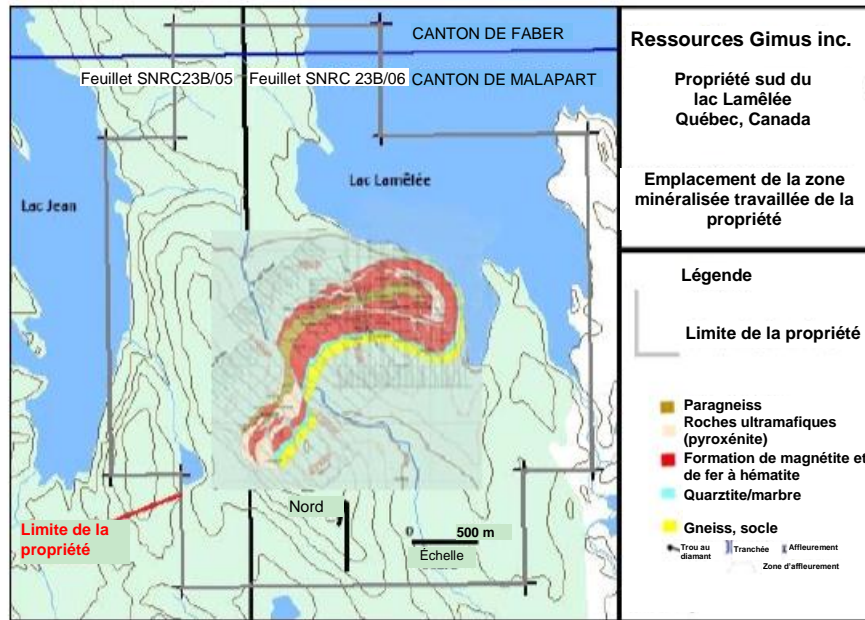 CANTON DE FABER
Feuillet SNRC23B/05 Feuillet SNRC 23B/06 CANTON DE MALAPART
Lac Jean
Lac Lamêlée
Limite de la
propriété
Nord
0 500 m
Échelle
Ressources Gimus inc.
Propriété sud du
lac Lamêlée
Québec, Canada
Emplacement de la zone
minéralisée travaillée de la
propriété
Légende
Limite de la propriété
Paragneiss
Roches ultramafiques
(pyroxénite)
Formation de magnétite et
de fer à hématite
Quarztite/marbre
Gneiss, socle
Trou au
diamant
Tranchée
Affleurement
Zone d'affleurement